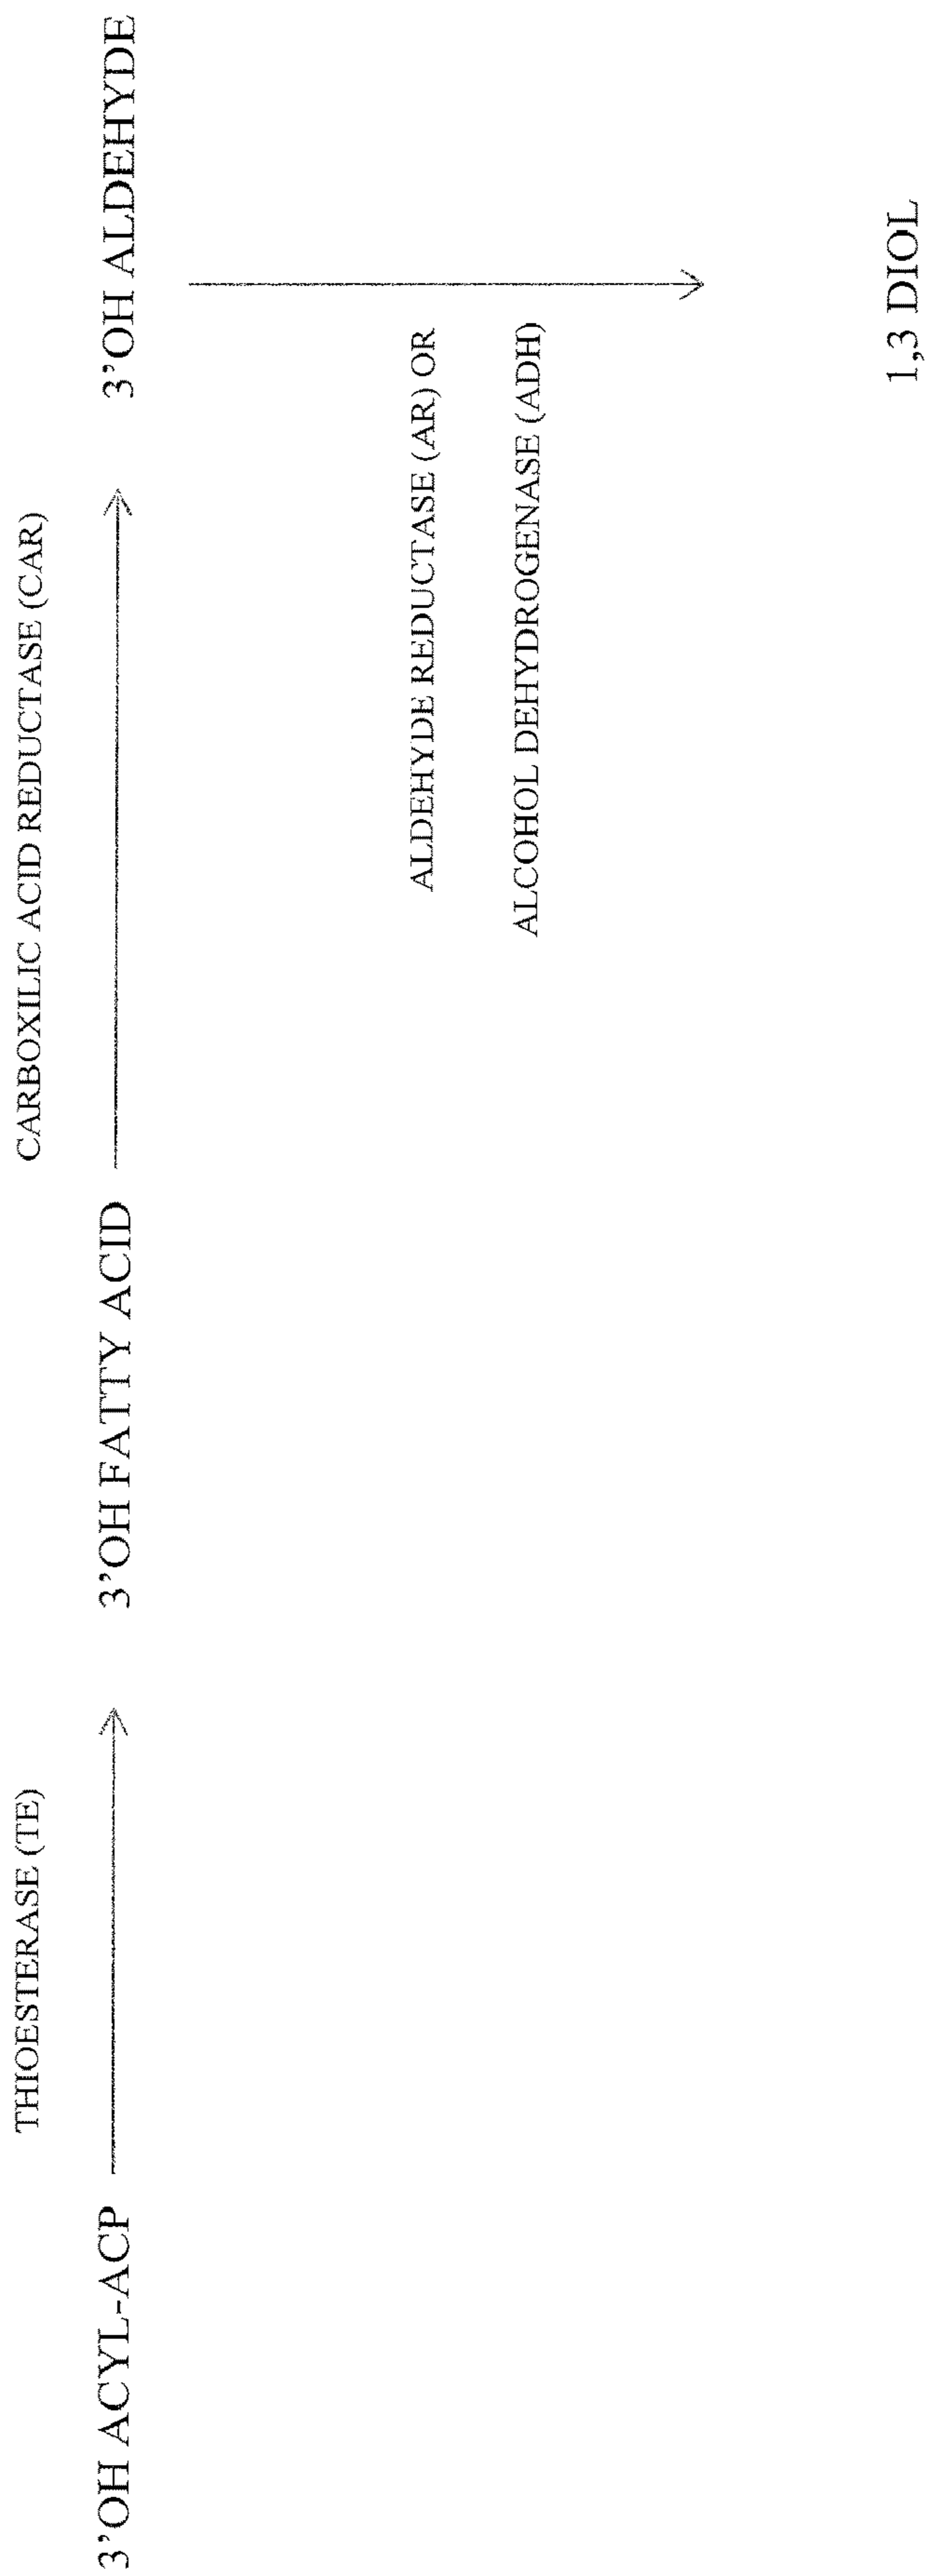 THIOESTERASE (TE)
CARBOXILIC ACID REDUCTASE (CAR)
3’OH ACYL-ACP
3’OH FATTY ACID
3’OH ALDEHYDE
ALDEHYDE REDUCTASE (AR) OR
ALCOHOL DEHYDROGENASE (ADH)
1,3 DIOL